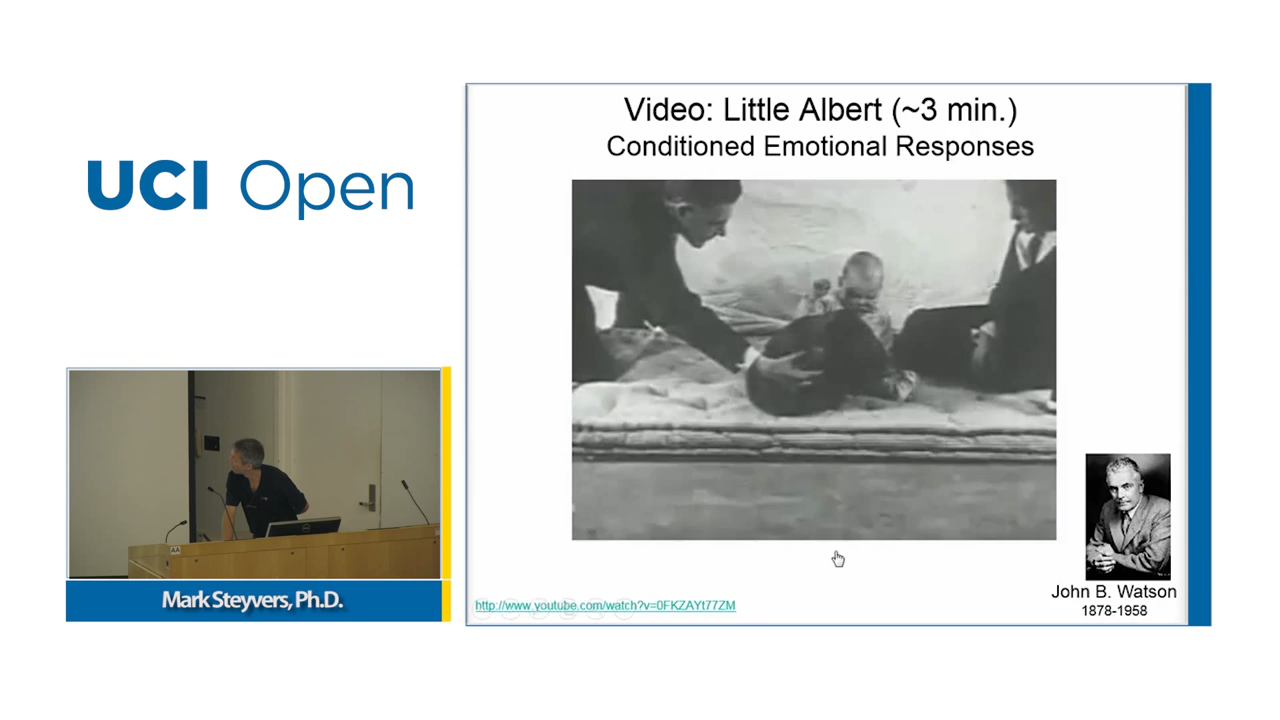 UCI Open
Video: Little Albert (~3 min.)
Conditioned Emotional Responses
John B. Watson
1878-1958
http://www.youtube.com/watch?v=0FKZAYt77ZM
AA
Mark Steyvers, Ph.D.